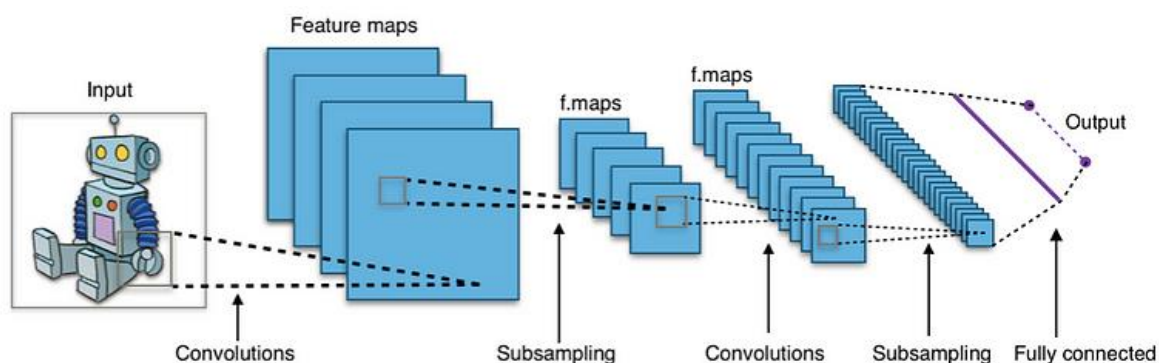 Feature maps
Input
f.maps
f.maps
Output
Convolutions
Subsampling
Convolutions
Subsampling
Fully connected